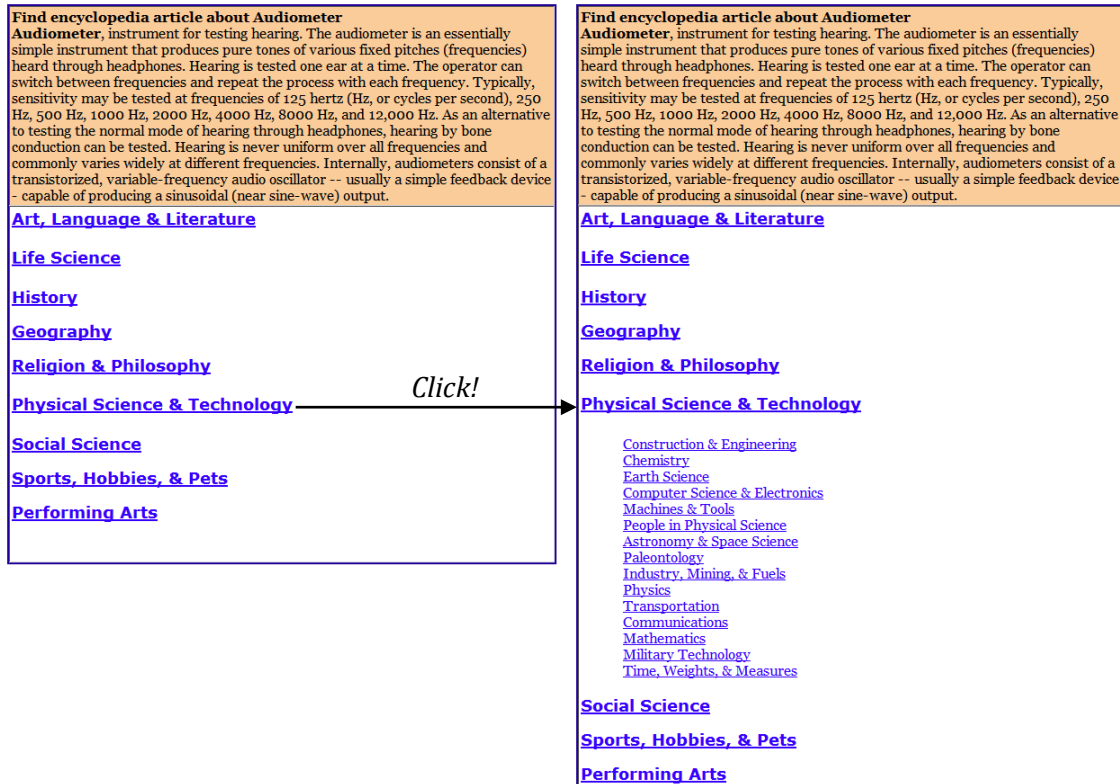 Find encyclopedia article about Audiometer
Audiometer, instrument for testing hearing. The audiometer is an essentially
simple instrument that produces pure tones of various fixed pitches (frequencies)
heard through headphones. Hearing is tested one ear at a time. The operator can
switch between frequencies and repeat the process with each frequency. Typically,
sensitivity may be tested at frequencies of 125 hertz (Hz, or cycles per second), 250
Hz, 500 Hz, 1000 Hz, 2000 Hz, 4000 Hz, 8000 Hz, and 12,000 Hz. As an alternative
to testing the normal mode of hearing through headphones, hearing by bone
conduction can be tested. Hearing is never uniform over all frequencies and
commonly varies widely at different frequencies. Internally, audiometers consist of a
transistorized, variable-frequency audio oscillator -- usually a simple feedback device
- capable of producing a sinusoidal (near sine-wave) output.
Art, Language & Literature
Life Science
History
Geography
Religion & Philosophy
Physical Science & Technology
Social Science
Sports, Hobbies, & Pets
Performing Arts
Click!
Find encyclopedia article about Audiometer
Audiometer, instrument for testing hearing. The audiometer is an essentially
simple instrument that produces pure tones of various fixed pitches (frequencies)
heard through headphones. Hearing is tested one ear at a time. The operator can
switch between frequencies and repeat the process with each frequency. Typically,
sensitivity may be tested at frequencies of 125 hertz (Hz, or cycles per second), 250
Hz, 500 Hz, 1000 Hz, 2000 Hz, 4000 Hz, 8000 Hz, and 12,000 Hz. As an alternative
to testing the normal mode of hearing through headphones, hearing by bone
conduction can be tested. Hearing is never uniform over all frequencies and
commonly varies widely at different frequencies. Internally, audiometers consist of a
transistorized, variable-frequency audio oscillator -- usually a simple feedback device
- capable of producing a sinusoidal (near sine-wave) output.
Art, Language & Literature
Life Science
History
Geography
Religion & Philosophy
Physical Science & Technology
Construction & Engineering
Chemistry
Earth Science
Computer Science & Electronics
Machines & Tools
People in Physical Science
Astronomy & Space Science
Paleontology
Industry, Mining, & Fuels
Physics
Transportation
Communications
Mathematics
Military Technology
Time, Weights, & Measures
Social Science
Sports, Hobbies, & Pets
Performing Arts